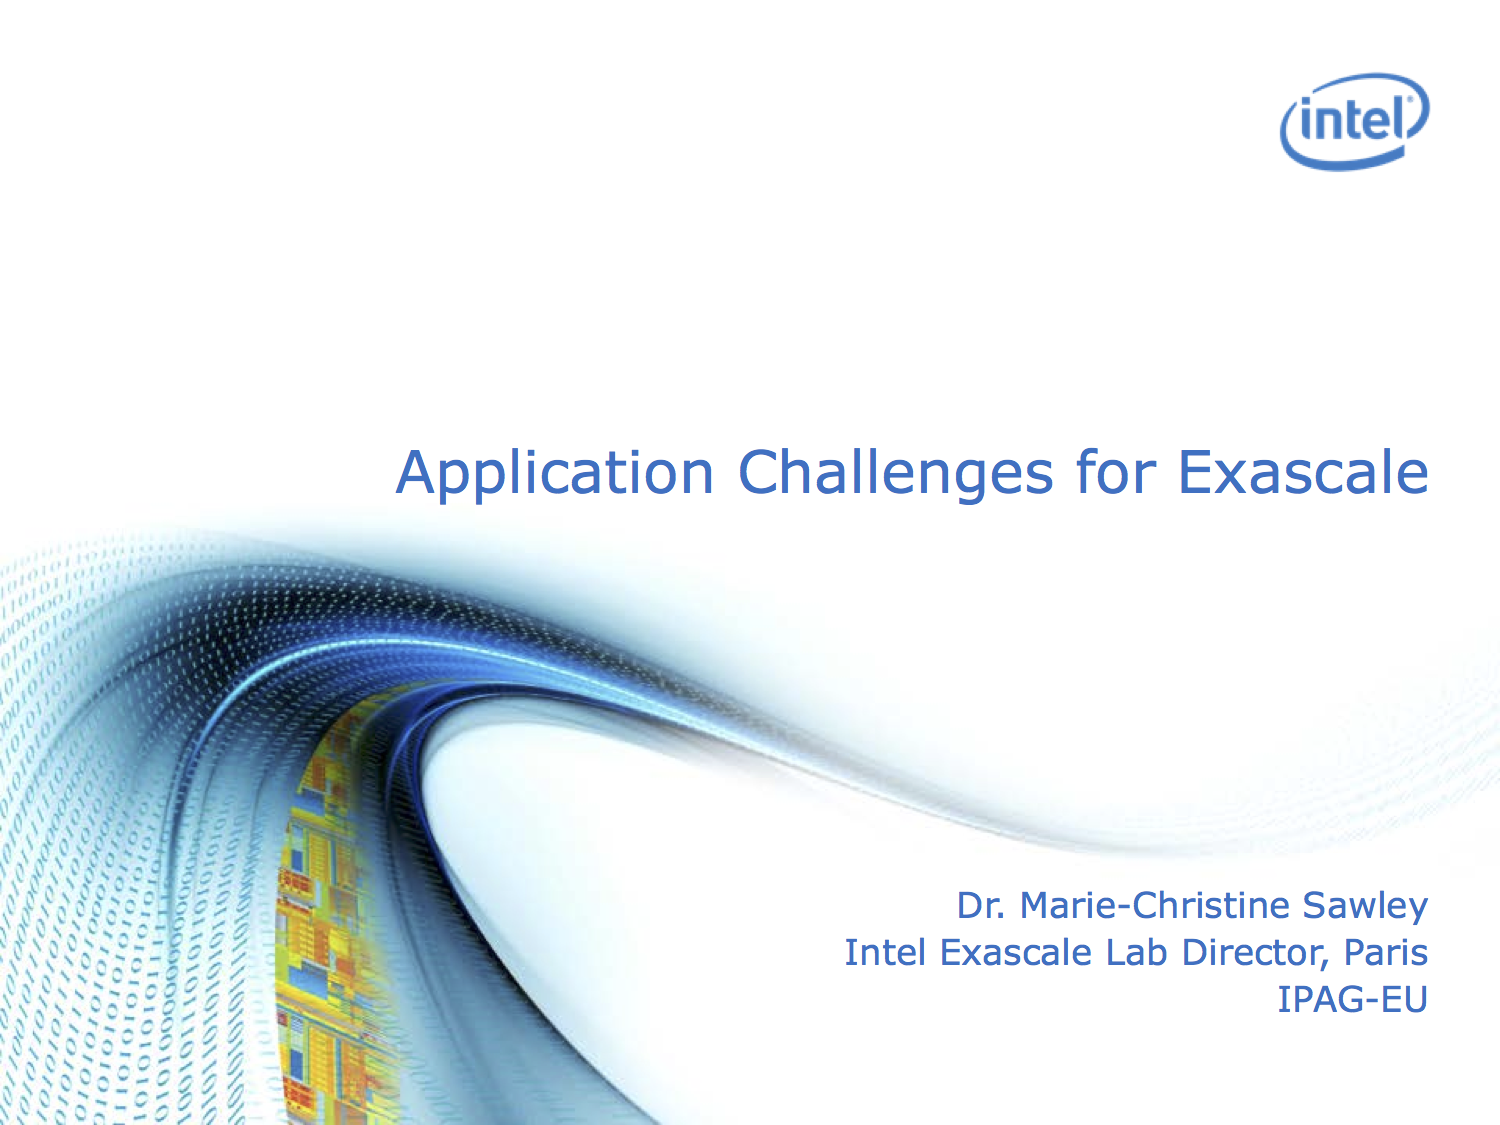 intel
Application Challenges for Exascale
Dr. Marie-Christine Sawley
Intel Exascale Lab Director, Paris
IPAG-EU